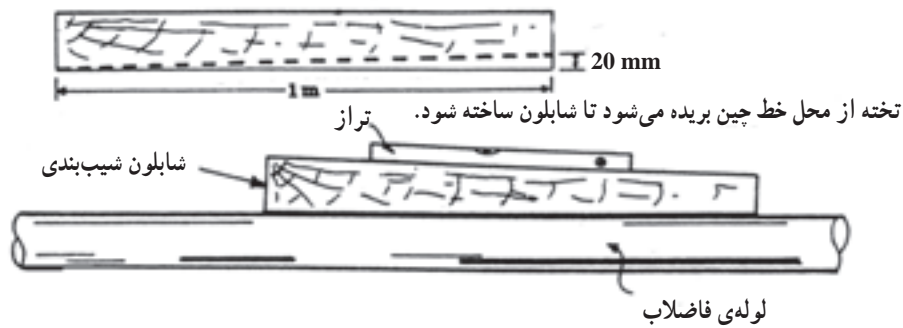 20 mm
1 m
تخته از محل خط چین بریده می‌شود تا شابلون ساخته شود.
تراز
شابلون شیب‌بندی
لوله‌ی فاضلاب